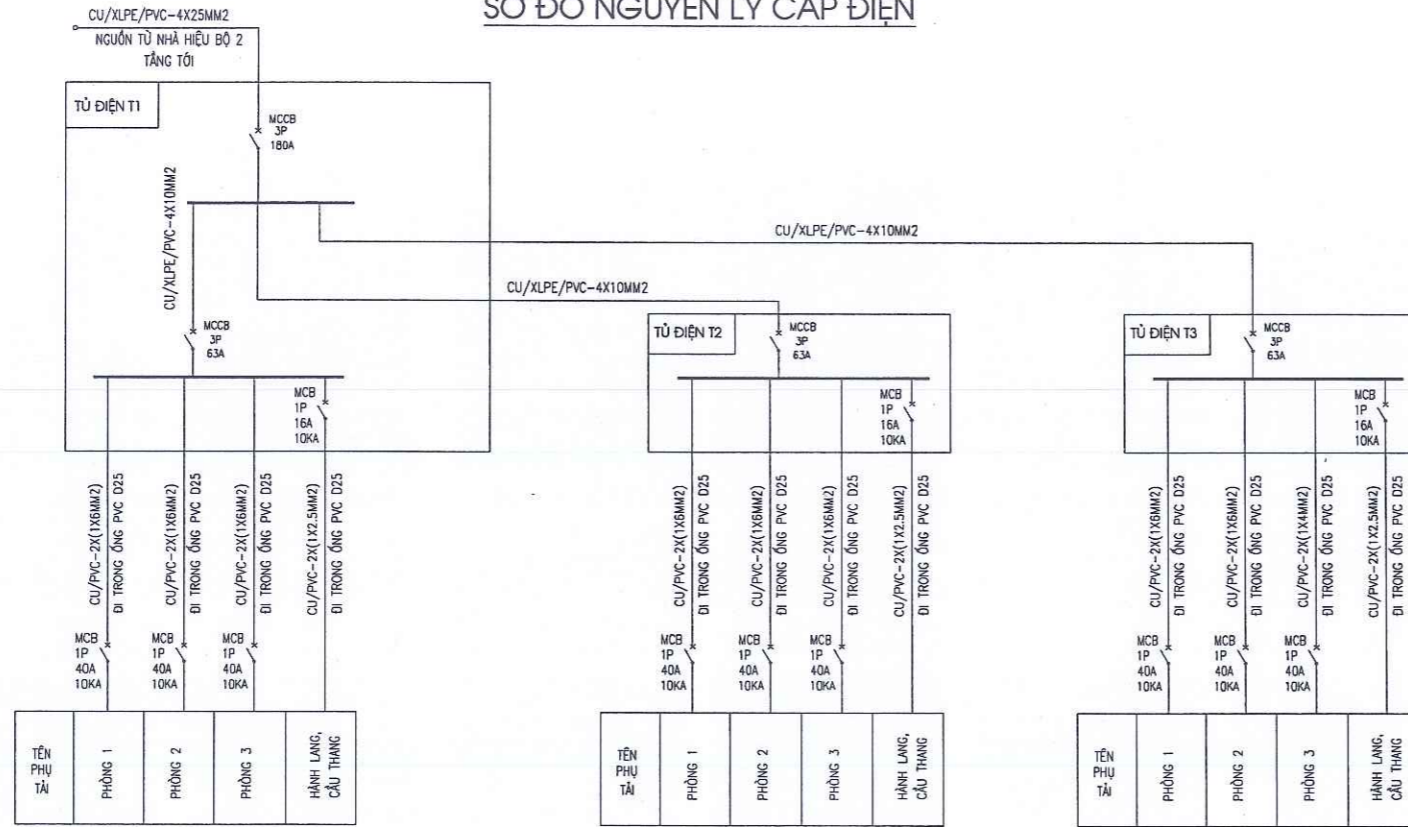 SƠ ĐỒ NGUYÊN LÝ CẤP ĐIỆN
CU/XLPE/PVC-4X25MM2
NGUỒN TỪ NHÀ HIỆU BỘ 2
TẦNG TỚI
TỦ ĐIỆN T1
MCCB
3P
180A
CU/XLPE/PVC-4X10MM2
CU/XLPE/PVC-4X10MM2
CU/XLPE/PVC-4X10MM2
MCCB
3P
63A
MCB
1P
16A
10KA
TỦ ĐIỆN T2
MCCB
3P
63A
MCB
1P
16A
10KA
TỦ ĐIỆN T3
MCCB
3P
63A
MCB
1P
16A
10KA
CU/PVC-2X(1X6MM2)
ĐI TRONG ỐNG PVC D25
CU/PVC-2X(1X6MM2)
ĐI TRONG ỐNG PVC D25
CU/PVC-2X(1X6MM2)
ĐI TRONG ỐNG PVC D25
CU/PVC-2X(1X2.5MM2)
ĐI TRONG ỐNG PVC D25
CU/PVC-2X(1X6MM2)
ĐI TRONG ỐNG PVC D25
CU/PVC-2X(1X6MM2)
ĐI TRONG ỐNG PVC D25
CU/PVC-2X(1X6MM2)
ĐI TRONG ỐNG PVC D25
CU/PVC-2X(1X2.5MM2)
ĐI TRONG ỐNG PVC D25
CU/PVC-2X(1X6MM2)
ĐI TRONG ỐNG PVC D25
CU/PVC-2X(1X6MM2)
ĐI TRONG ỐNG PVC D25
CU/PVC-2X(1X4MM2)
ĐI TRONG ỐNG PVC D25
CU/PVC-2X(1X2.5MM2)
ĐI TRONG ỐNG PVC D25
MCB
1P
40A
10KA
MCB
1P
40A
10KA
MCB
1P
40A
10KA
MCB
1P
40A
10KA
MCB
1P
40A
10KA
MCB
1P
40A
10KA
MCB
1P
40A
10KA
MCB
1P
40A
10KA
MCB
1P
40A
10KA
TÊN
PHỤ
TẢI
PHÒNG 1
PHÒNG 2
PHÒNG 3
HÀNH LANG,
CẦU THANG
TÊN
PHỤ
TẢI
PHÒNG 1
PHÒNG 2
PHÒNG 3
HÀNH LANG,
CẦU THANG
TÊN
PHỤ
TẢI
PHÒNG 1
PHÒNG 2
PHÒNG 3
HÀNH LANG,
CẦU THANG